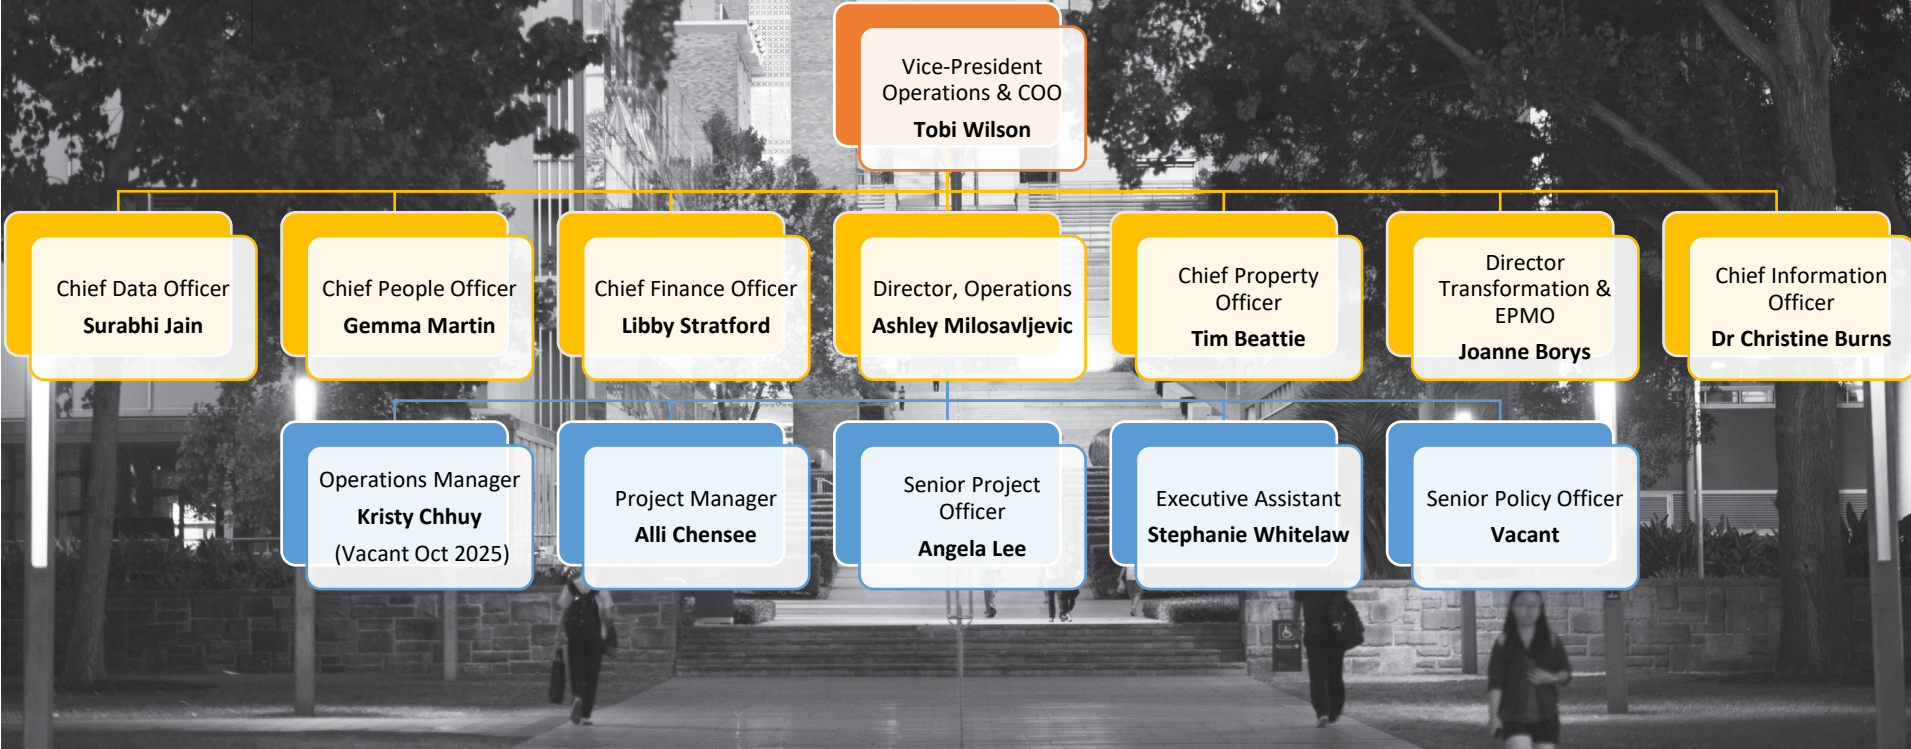 Vice-President
Operations & COO
Tobi Wilson
Chief Data Officer
Surabhi Jain
Chief People Officer
Gemma Martin
Chief Finance Officer
Libby Stratford
Director, Operations
Ashley Milosavljevic
Chief Property
Officer
Tim Beattie
Director
Transformation &
EPMO
Joanne Borys
Chief Information
Officer
Dr Christine Burns
Operations Manager
Kristy Chhuy
(Vacant Oct 2025)
Project Manager
Alli Chensee
Senior Project
Officer
Angela Lee
Executive Assistant
Stephanie Whitelaw
Senior Policy Officer
Vacant
Access